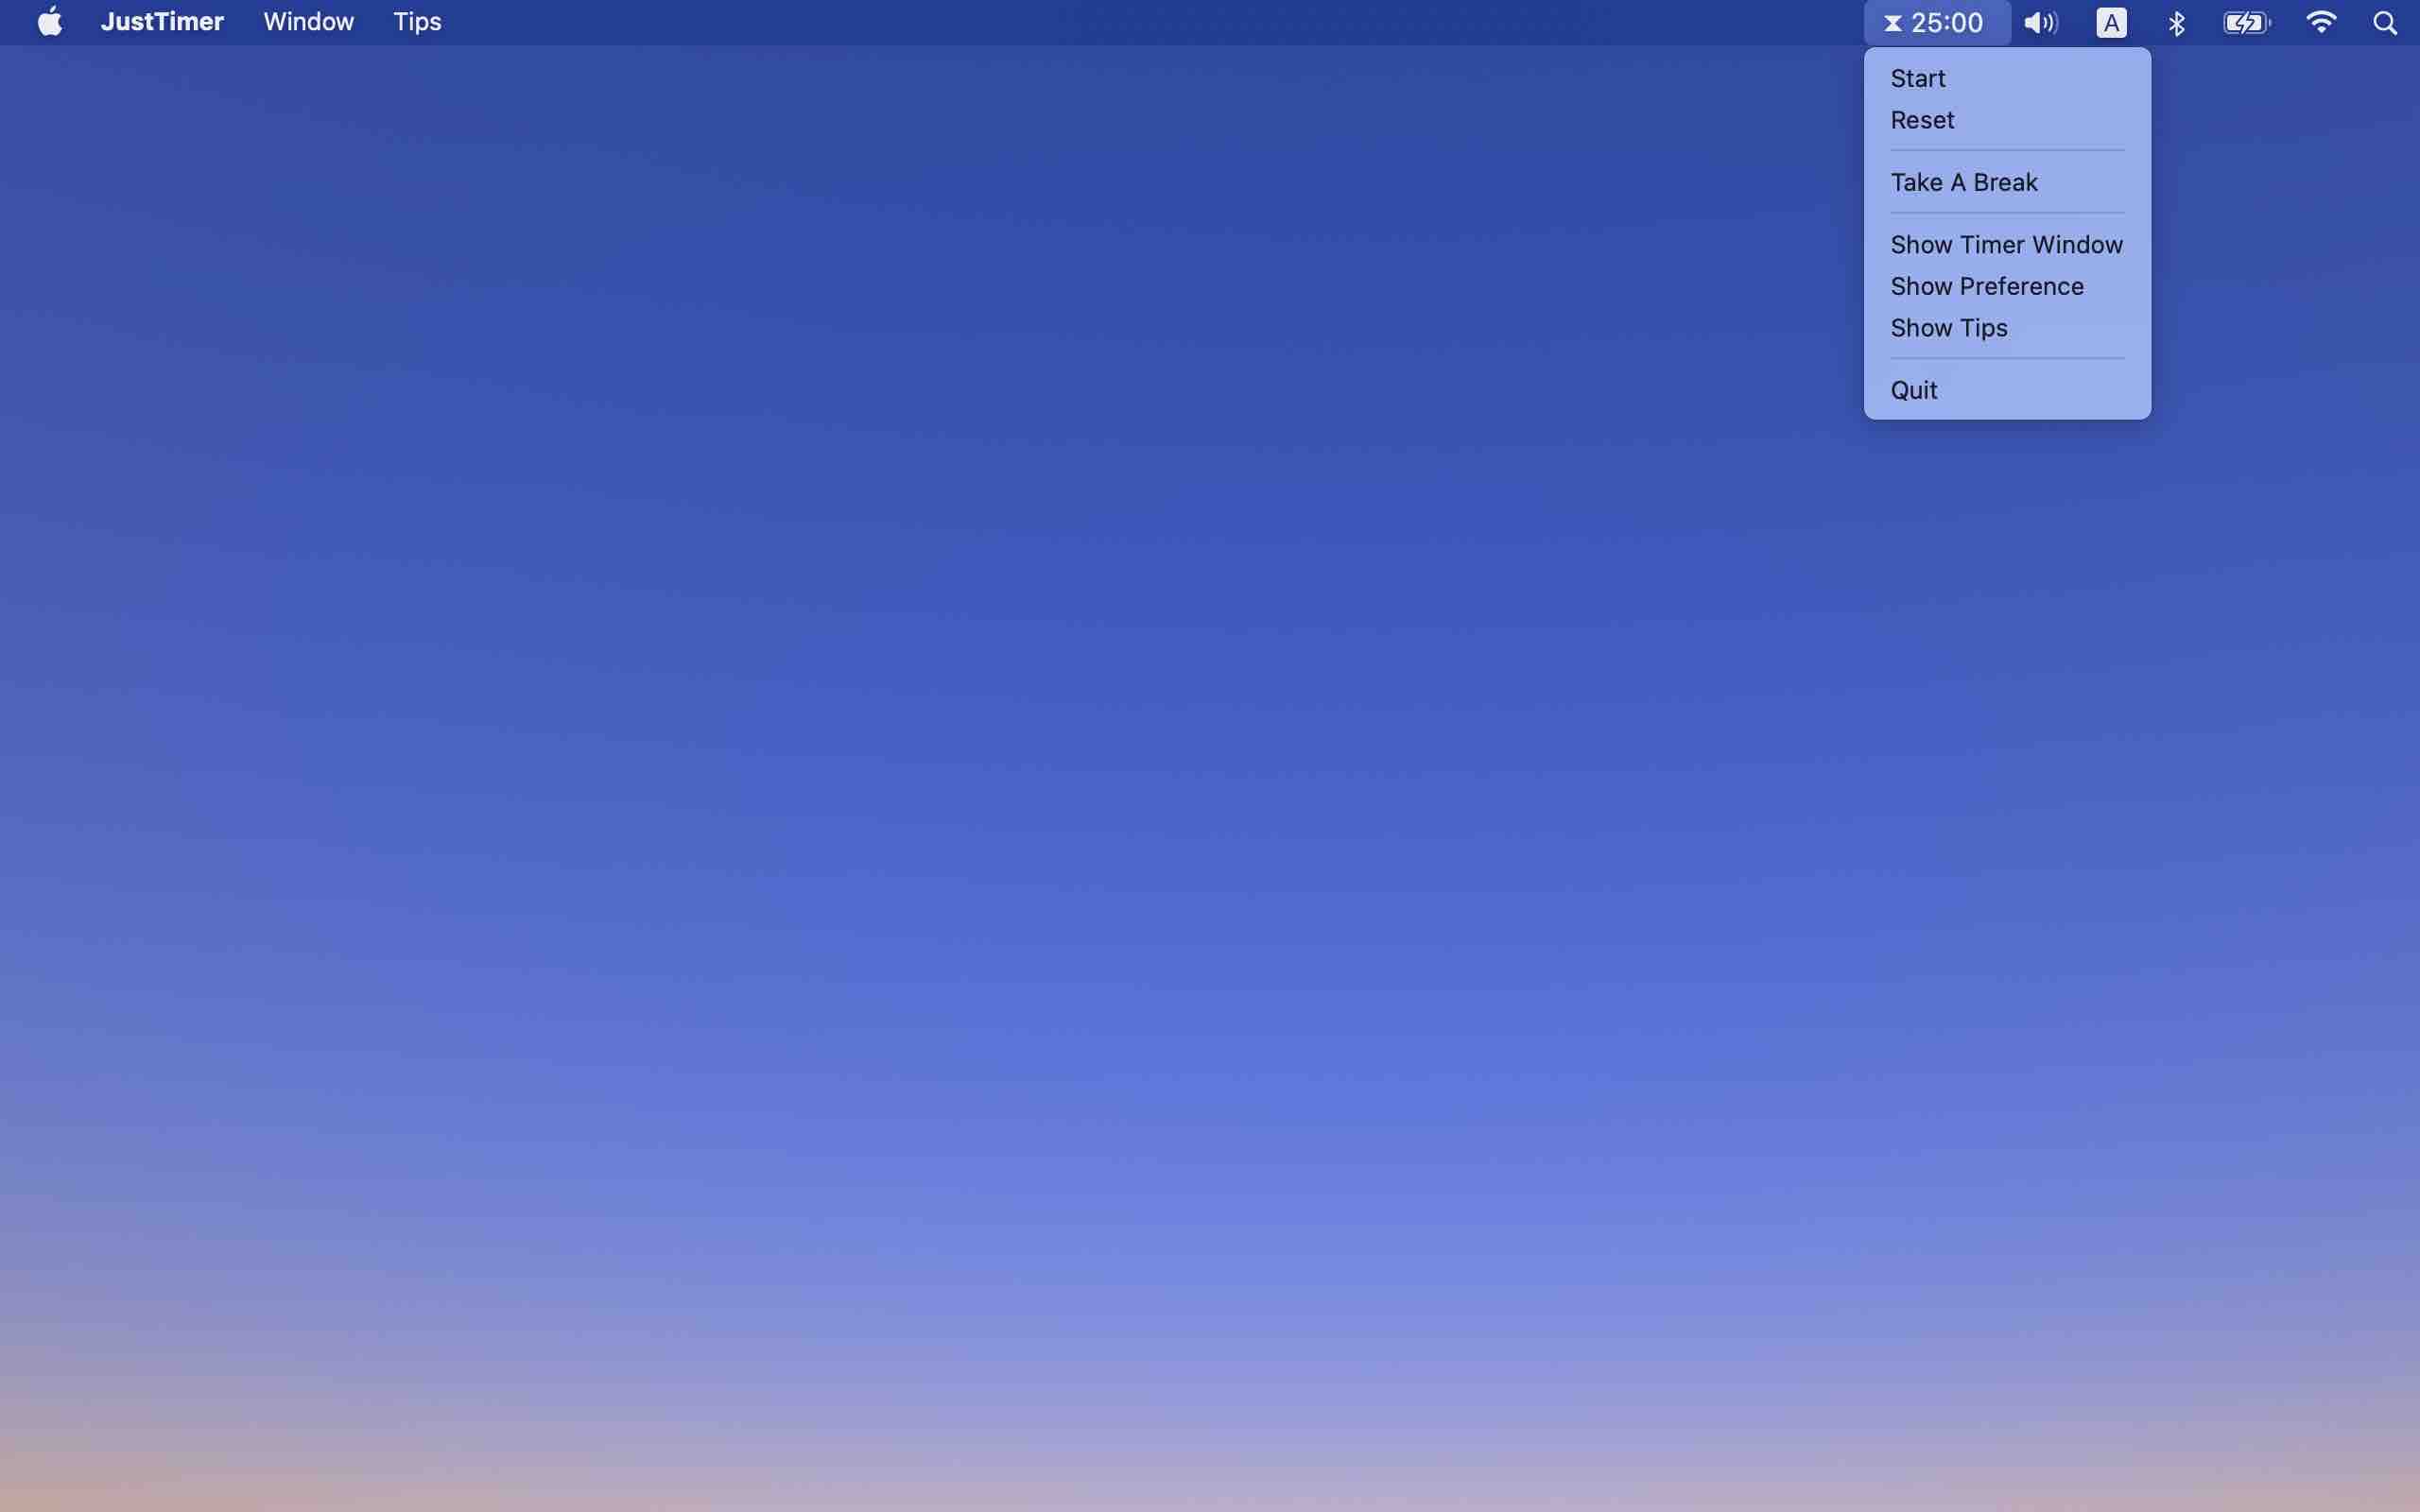 JustTimer Window Tips 25:00 A
Start
Reset
Take A Break
Show Timer Window
Show Preference
Show Tips
Quit